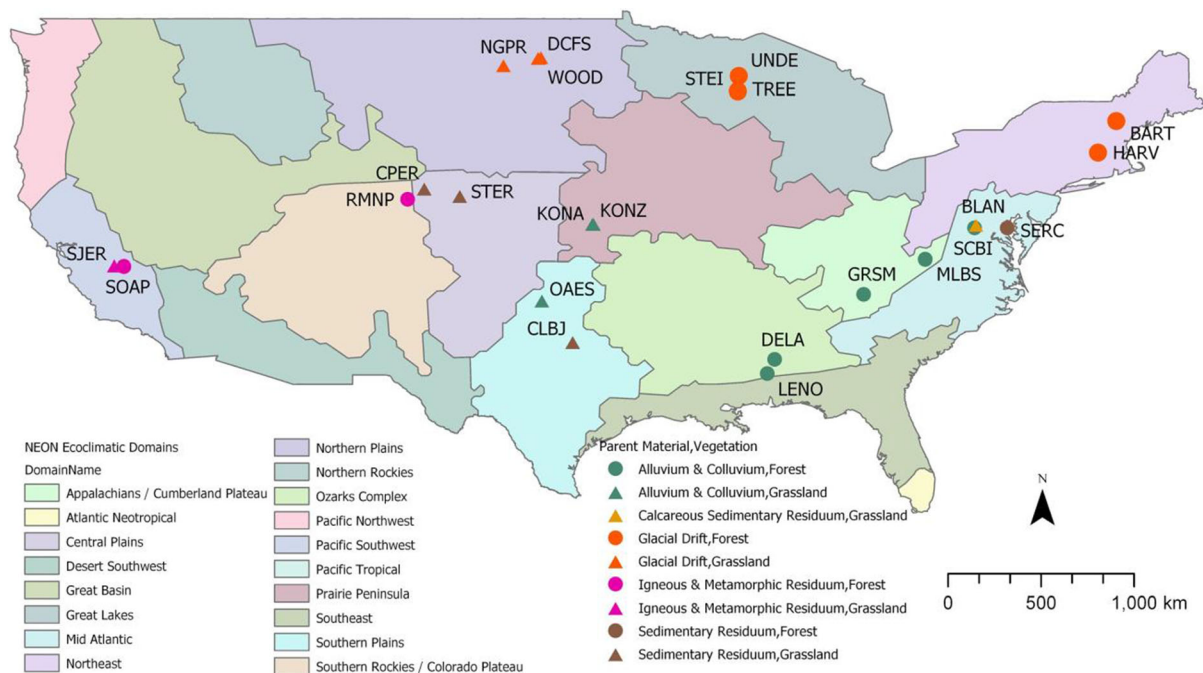 NGPR
DCFS
WOOD
UNDE
STEI
TREE
BART
HARV
CPER
RMNP
STER
KONA
KONZ
BLAN
SERC
SCBI
SJER
SOAP
OAES
GRSM
MLBS
CLBJ
DELA
LENO
NEON Ecoclimatic Domains
DomainName
Appalachians / Cumberland Plateau
Atlantic Neotropical
Central Plains
Desert Southwest
Great Basin
Great Lakes
Mid Atlantic
Northeast
Northern Plains
Northern Rockies
Ozarks Complex
Pacific Northwest
Pacific Southwest
Pacific Tropical
Prairie Peninsula
Southeast
Southern Plains
Southern Rockies / Colorado Plateau
Parent Material,Vegetation
Alluvium & Colluvium,Forest
Alluvium & Colluvium,Grassland
Calcareous Sedimentary Residuum,Grassland
Glacial Drift,Forest
Glacial Drift,Grassland
Igneous & Metamorphic Residuum,Forest
Igneous & Metamorphic Residuum,Grassland
Sedimentary Residuum,Forest
Sedimentary Residuum,Grassland
N
0 500 1,000 km